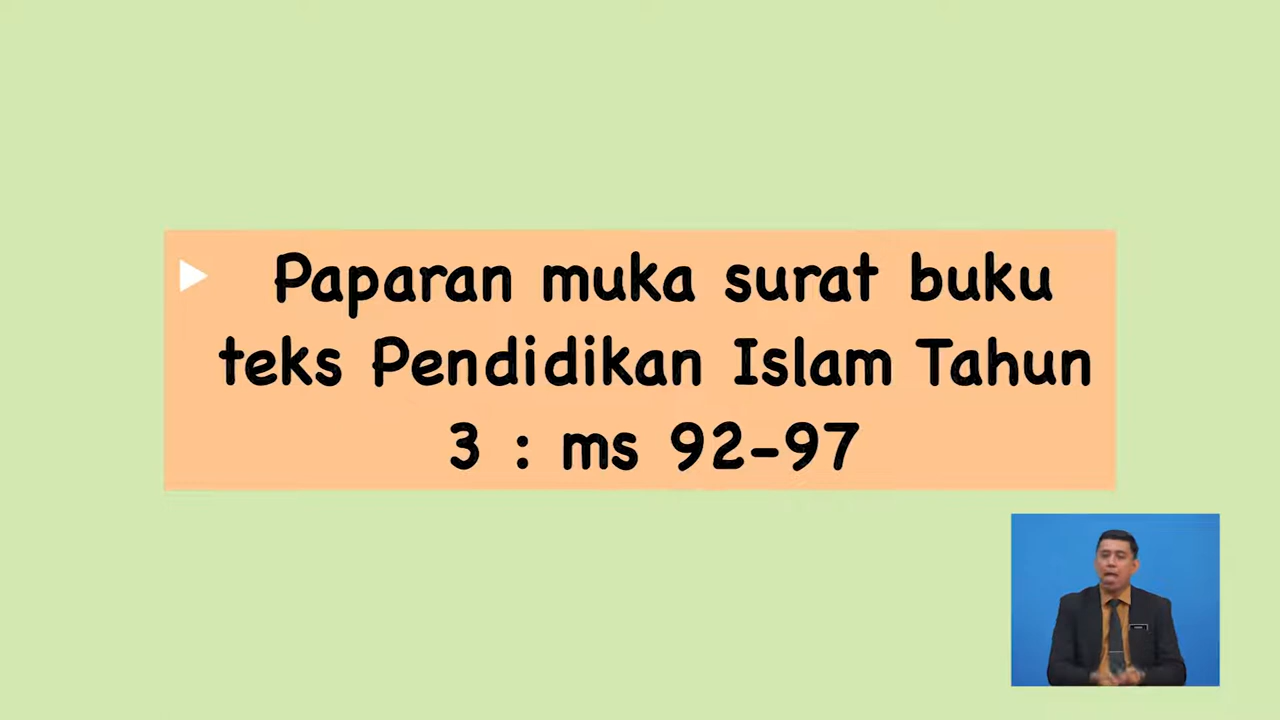 Paparan muka surat buku
teks Pendidikan Islam Tahun
3 : ms 92-97